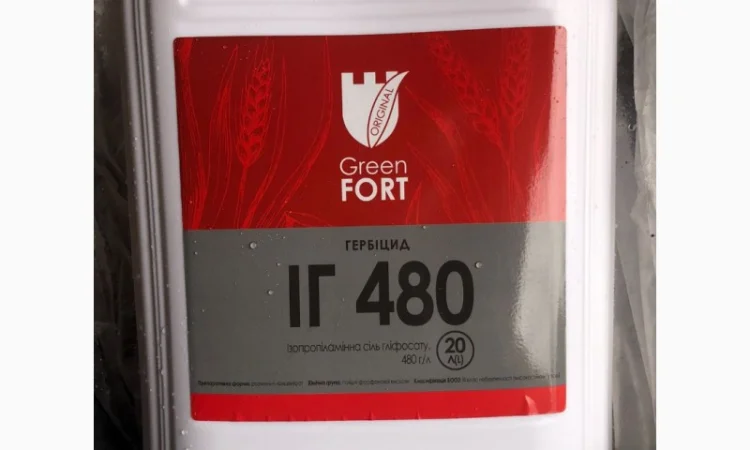 ORIGINAL
Green
FORT
ГЕРБІЦИД
ІГ 480
Ізопропіламінна сіль гліфосату,
480 г/л
20
Л(L)